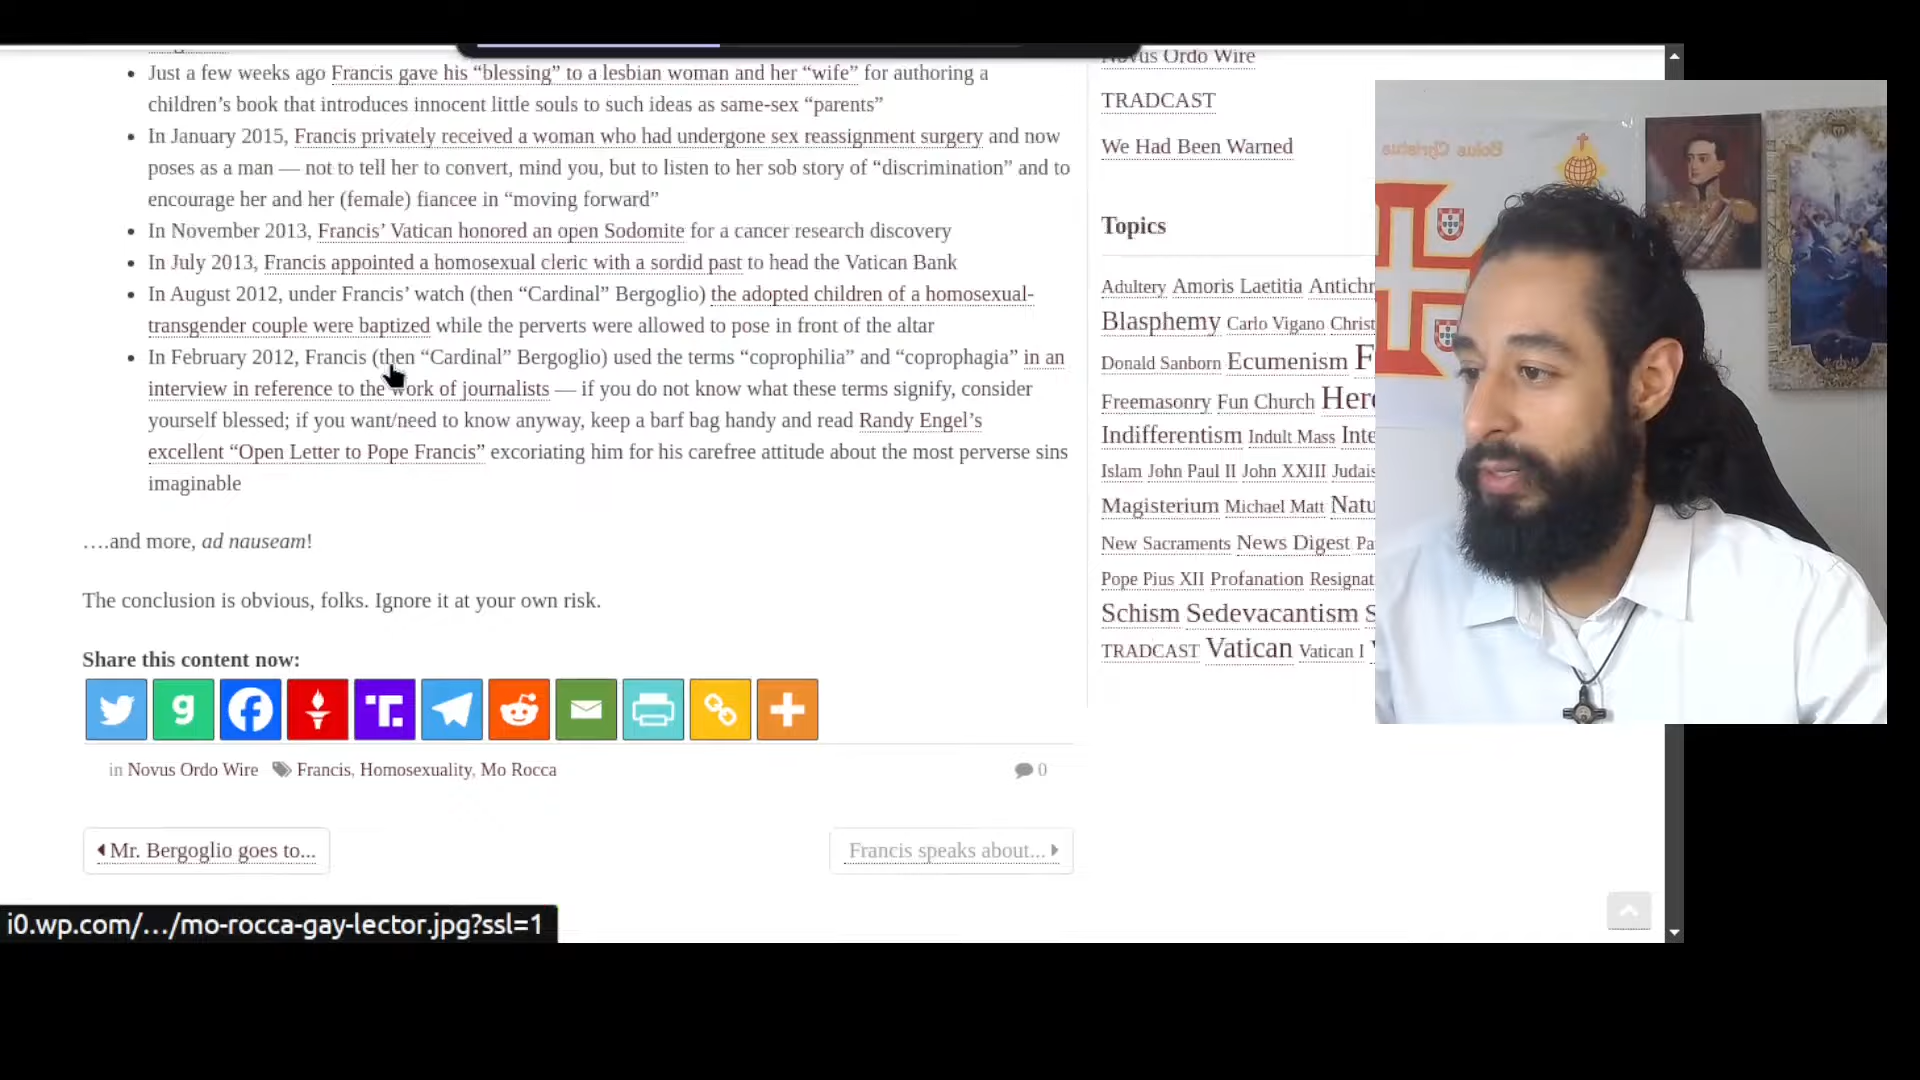 Just a few weeks ago Francis gave his “blessing” to a lesbian woman and her “wife” for authoring a
children’s book that introduces innocent little souls to such ideas as same-sex “parents”
In January 2015, Francis privately received a woman who had undergone sex reassignment surgery and now
poses as a man — not to tell her to convert, mind you, but to listen to her sob story of “discrimination” and to
encourage her and her (female) fiancee in “moving forward”
In November 2013, Francis’ Vatican honored an open Sodomite for a cancer research discovery
In July 2013, Francis appointed a homosexual cleric with a sordid past to head the Vatican Bank
In August 2012, under Francis’ watch (then “Cardinal” Bergoglio) the adopted children of a homosexual-
transgender couple were baptized while the perverts were allowed to pose in front of the altar
In February 2012, Francis (then “Cardinal” Bergoglio) used the terms “coprophilia” and “coprophagia” in an
interview in reference to the work of journalists — if you do not know what these terms signify, consider
yourself blessed; if you want/need to know anyway, keep a barf bag handy and read Randy Engel’s
excellent “Open Letter to Pope Francis” excoriating him for his carefree attitude about the most perverse sins
imaginable
….and more, ad nauseam!
The conclusion is obvious, folks. Ignore it at your own risk.
Share this content now:
in Novus Ordo Wire Francis, Homosexuality, Mo Rocca 0
Mr. Bergoglio goes to...
Francis speaks about...
i0.wp.com/…/mo-rocca-gay-lector.jpg?ssl=1
Novus Ordo Wire
TRADCAST
We Had Been Warned
Topics
Adultery Amoris Laetitia Antichr
Blasphemy Carlo Vigano Christ
Donald Sanborn Ecumenism F
Freemasonry Fun Church Here
Indifferentism Indult Mass Inte
Islam John Paul II John XXIII Judais
Magisterium Michael Matt Natu
New Sacraments News Digest Pa
Pope Pius XII Profanation Resignat
Schism Sedevacantism S
TRADCAST Vatican Vatican I
Solus Christus